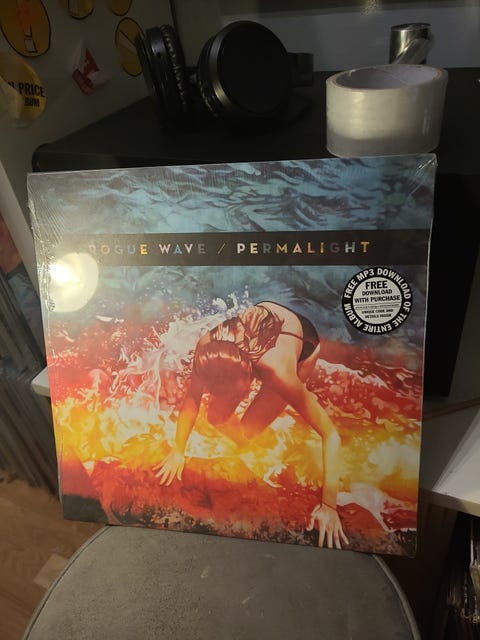 PRICE
ROGUE WAVE / PERMALIGHT
FREE MP3 DOWNLOAD OF THE ENTIRE ALBUM
FREE
DOWNLOAD
WITH PURCHASE
UNIQUE CODE AND
DETAILS INSIDE